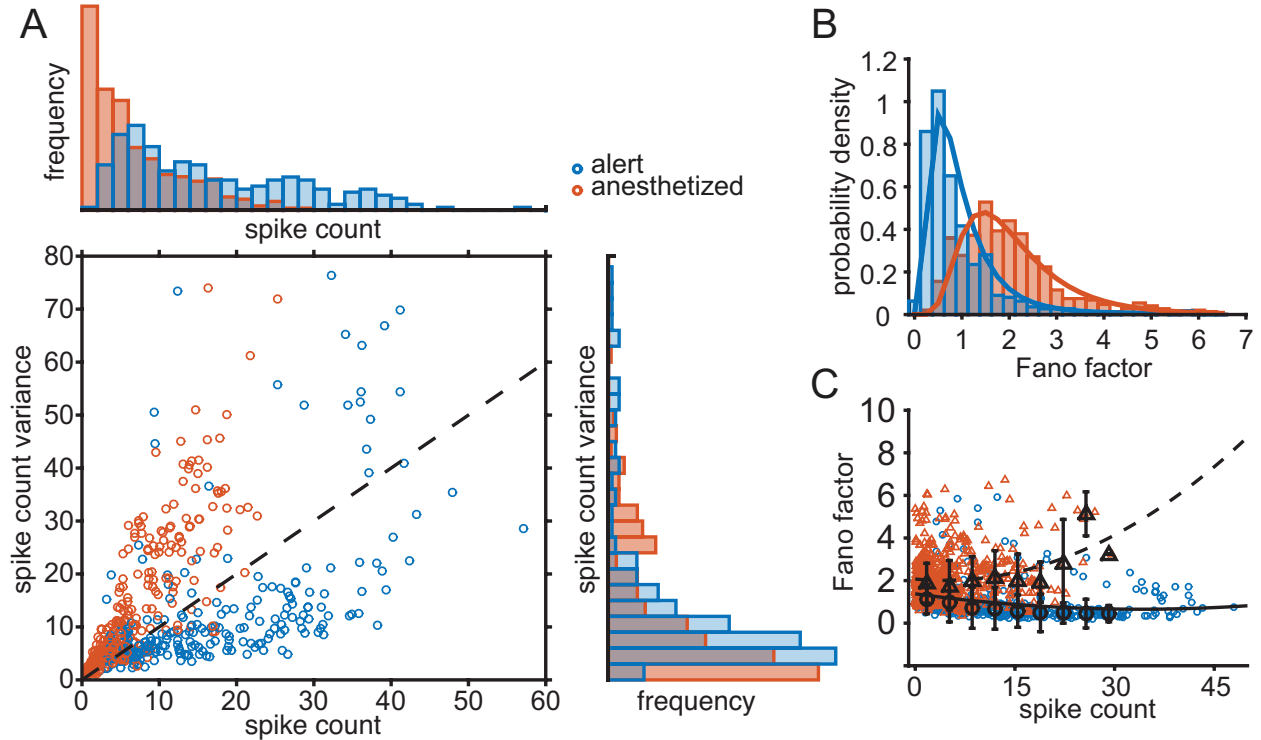 A
frequency
spike count
alert
anesthetized
80
70
60
50
40
30
20
10
0
spike count variance
0 10 20 30 40 50 60
spike count
spike count variance
frequency
B
1.2
1
0.8
0.6
0.4
0.2
0
probability density
0 1 2 3 4 5 6 7
Fano factor
C
10
8
6
4
2
0
Fano factor
0 15 30 45
spike count